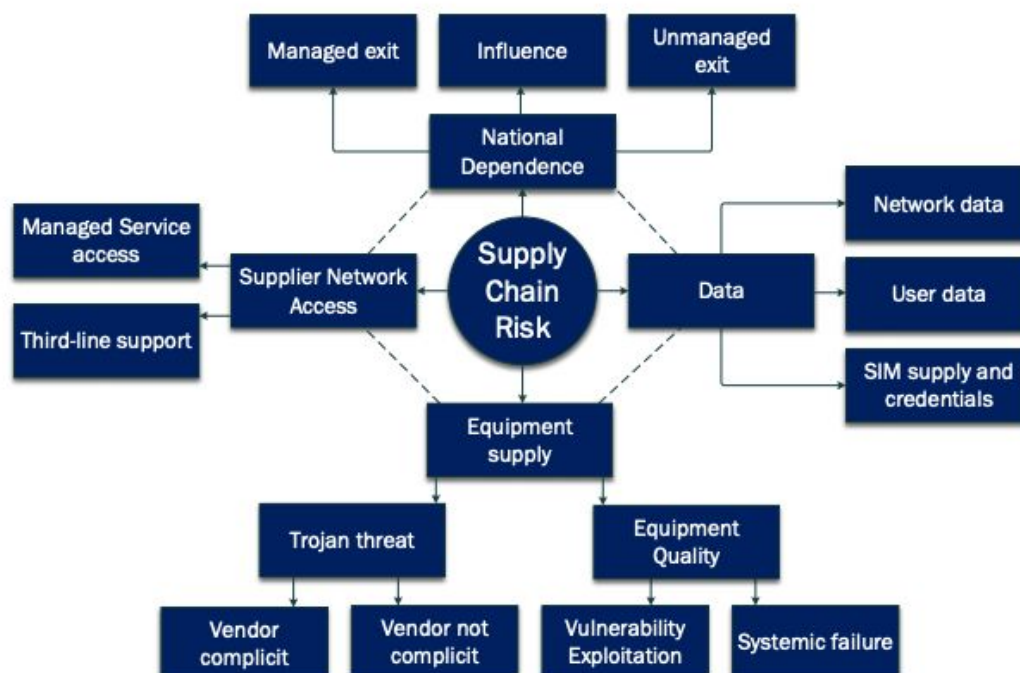 Managed exit
Influence
Unmanaged
exit
National
Dependence
Managed Service
access
Supplier Network
Access
Third-line support
Supply
Chain
Risk
Data
Network data
User data
SIM supply and
credentials
Equipment
supply
Trojan threat
Equipment
Quality
Vendor
complicit
Vendor not
complicit
Vulnerability
Exploitation
Systemic failure